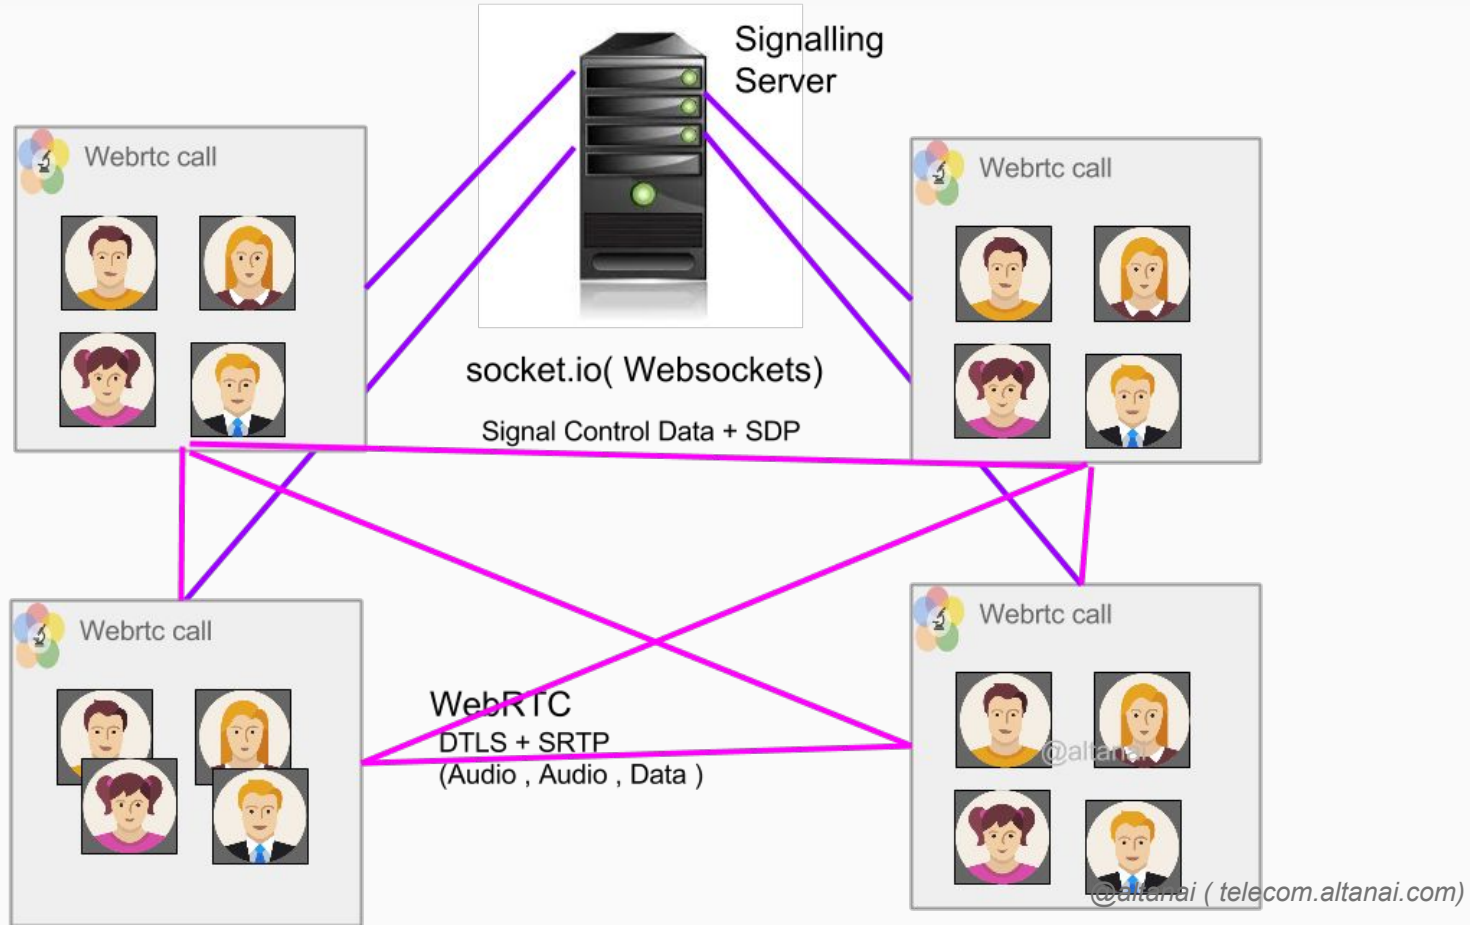 Signalling
Server
Webrtc call
Webrtc call
socket.io( Websockets)
Signal Control Data + SDP
Webrtc call
Webrtc call
WebRTC
DTLS + SRTP
(Audio , Audio , Data )
@altanai
@altanai ( telecom.altanai.com)